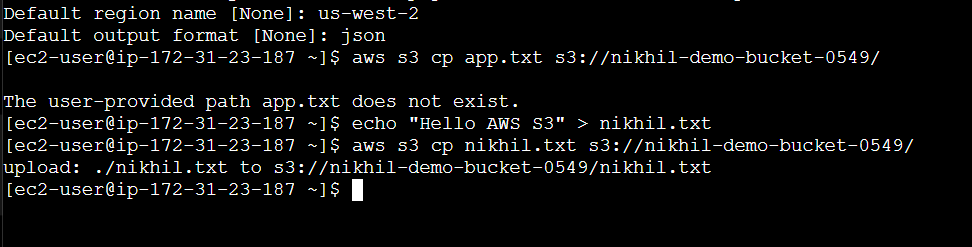 Default region name [None]: us-west-2
Default output format [None]: json
[ec2-user@ip-172-31-23-187 ~]$ aws s3 cp app.txt s3://nikhil-demo-bucket-0549/

The user-provided path app.txt does not exist.
[ec2-user@ip-172-31-23-187 ~]$ echo "Hello AWS S3" > nikhil.txt
[ec2-user@ip-172-31-23-187 ~]$ aws s3 cp nikhil.txt s3://nikhil-demo-bucket-0549/
upload: ./nikhil.txt to s3://nikhil-demo-bucket-0549/nikhil.txt
[ec2-user@ip-172-31-23-187 ~]$